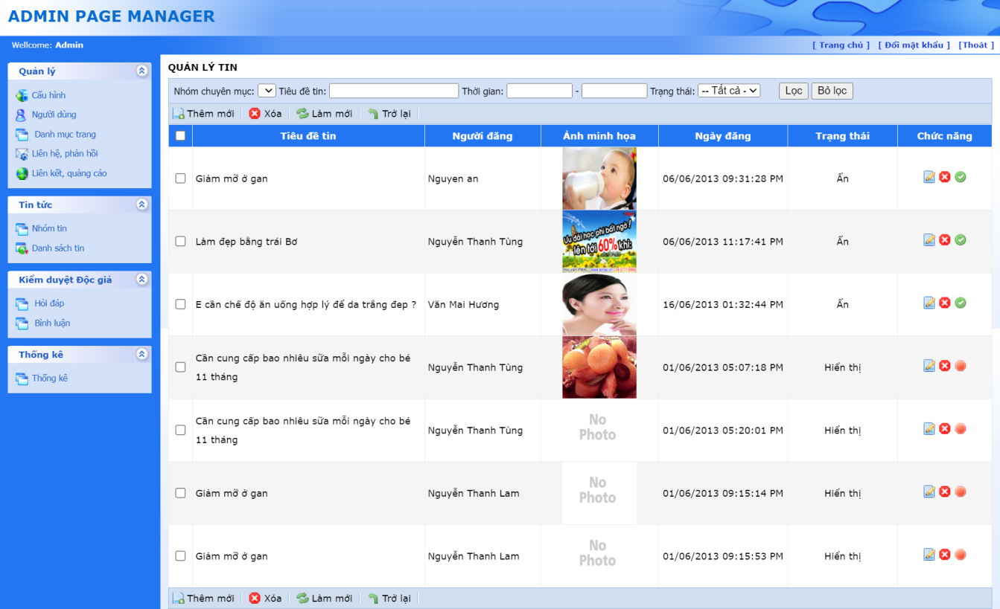 ADMIN PAGE MANAGER
Wellcome: Admin
[ Trang chủ ] [ Đổi mật khẩu ] [Thoát ]
Quản lý
Cấu hình
Người dùng
Danh mục trang
Liên hệ, phản hồi
Liên kết, quảng cáo
Tin tức
Nhóm tin
Danh sách tin
Kiểm duyệt Độc giả
Hỏi đáp
Bình luận
Thống kê
Thống kê
QUẢN LÝ TIN
Nhóm chuyên mục: Tiêu đề tin: Thời gian: - Trạng thái: -- Tất cả - Lọc Bỏ lọc
Thêm mới Xóa Làm mới Trở lại
Tiêu đề tin Người đăng Ảnh minh họa Ngày đăng Trạng thái Chức năng
Giảm mỡ ở gan Nguyen an 06/06/2013 09:31:28 PM Ẩn
Ưu đãi học phí bất ngờ!
lên tới 60% khi:
Làm đẹp bằng trái Bơ Nguyễn Thanh Tùng 06/06/2013 11:17:41 PM Ẩn
E cần chế độ ăn uống hợp lý để da trắng đẹp ? Văn Mai Hương 16/06/2013 01:32:44 PM Ẩn
Cần cung cấp bao nhiêu sữa mỗi ngày cho bé
11 tháng
Nguyễn Thanh Tùng 01/06/2013 05:07:18 PM Hiển thị
Cần cung cấp bao nhiêu sữa mỗi ngày cho bé
11 tháng
Nguyễn Thanh Tùng
No
Photo
01/06/2013 05:20:01 PM Hiển thị
Giảm mỡ ở gan Nguyễn Thanh Lam
No
Photo
01/06/2013 09:15:14 PM Hiển thị
Giảm mỡ ở gan Nguyễn Thanh Lam
No
Photo
01/06/2013 09:15:53 PM Hiển thị
Thêm mới Xóa Làm mới Trở lại